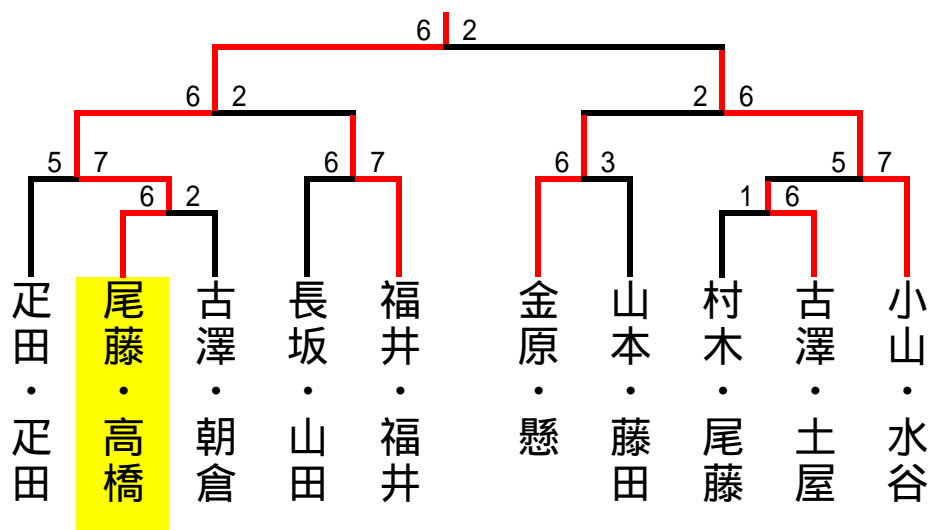 6 2
6 2
2 6
5 7
6 7
6 3
5 7
6 2
1 6
疋田・疋田
尾藤・高橋
古澤・朝倉
長坂・山田
福井・福井
金原・懸
山本・藤田
村木・尾藤
古澤・土屋
小山・水谷